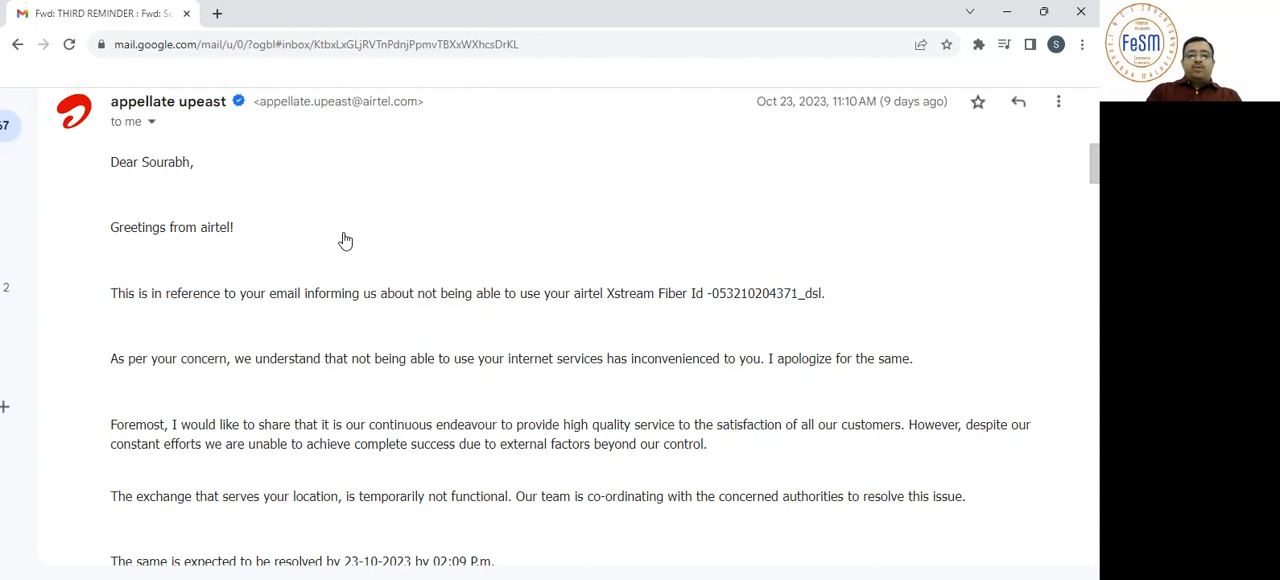 Fwd: THIRD REMINDER : Fwd: Se
mail.google.com/mail/u/0/?ogbl#inbox/KtbxLxGLjRVTnPdnjPpmvTBXxWXhcsDrKL
S
FeSM
67
appellate upeast <appellate.upeast@airtel.com>
Oct 23, 2023, 11:10 AM (9 days ago)
to me
Dear Sourabh,
Greetings from airtel!
This is in reference to your email informing us about not being able to use your airtel Xstream Fiber Id -053210204371_dsl.
2
As per your concern, we understand that not being able to use your internet services has inconvenienced to you. I apologize for the same.
Foremost, I would like to share that it is our continuous endeavour to provide high quality service to the satisfaction of all our customers. However, despite our
constant efforts we are unable to achieve complete success due to external factors beyond our control.
The exchange that serves your location, is temporarily not functional. Our team is co-ordinating with the concerned authorities to resolve this issue.
The same is expected to be resolved by 23-10-2023 by 02:09 P.m.